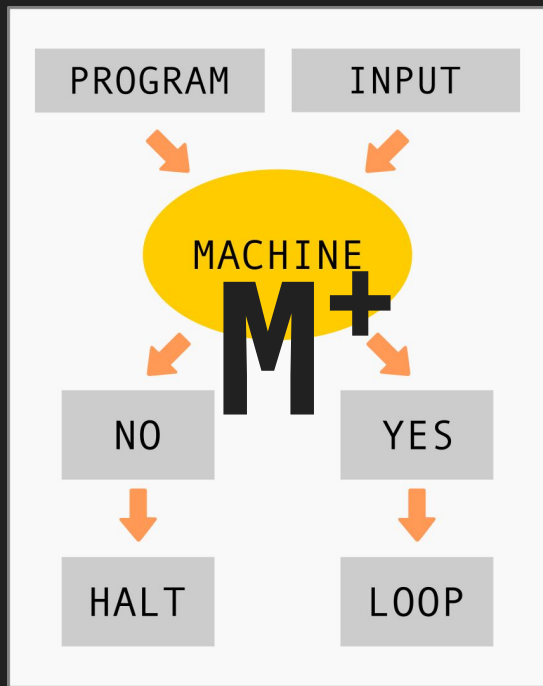 PROGRAM INPUT
MACHINE
M+
NO YES
HALT LOOP